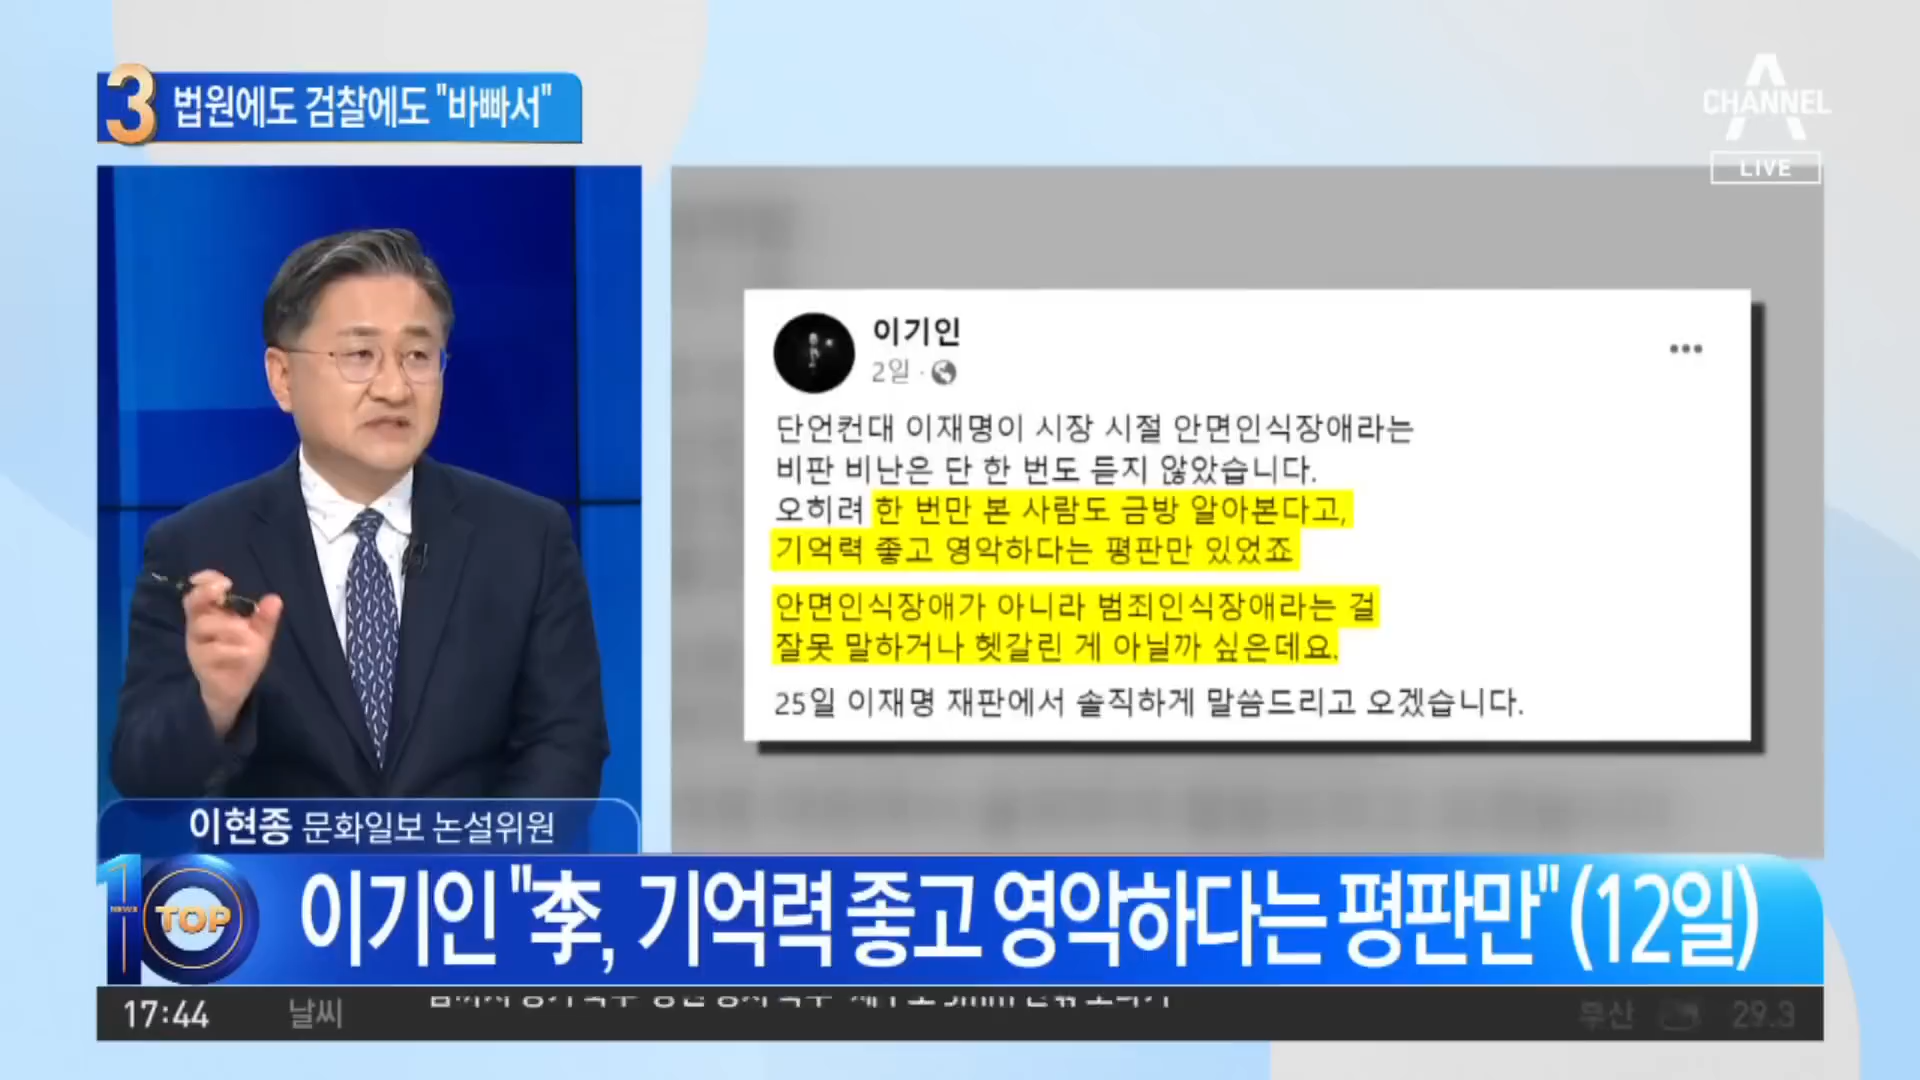 3 법원에도 검찰에도 "바빠서"
CHANNEL A
LIVE
이기인
2일 ·
단언컨대 이재명이 시장 시절 안면인식장애라는
비판 비난은 단 한 번도 듣지 않았습니다.
오히려 한 번만 본 사람도 금방 알아본다고,
기억력 좋고 영악하다는 평판만 있었죠
안면인식장애가 아니라 범죄인식장애라는 걸
잘못 말하거나 헷갈린 게 아닐까 싶은데요.
25일 이재명 재판에서 솔직하게 말씀드리고 오겠습니다.
이현종 문화일보 논설위원
NEWS TOP 10
이기인 "李, 기억력 좋고 영악하다는 평판만" (12일)
17:44 날씨
부산 29.3